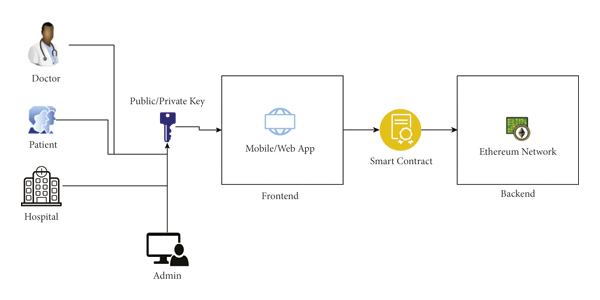 Doctor
Public/Private Key
Patient
Mobile/Web App
Smart Contract
Ethereum Network
Frontend
Backend
Hospital
Admin